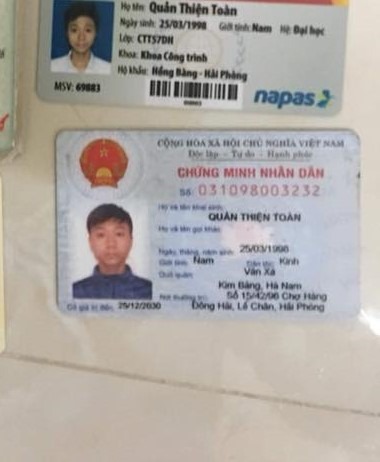 Họ tên: Quản Thiện Toàn
Ngày sinh: 25/03/1998 Giới tính: Nam Hệ: Đại học
Lớp: CTT57DH
Khoa: Khoa Công trình
Hộ khẩu: Hồng Bàng - Hải Phòng
MSV: 69883
napas
CỘNG HÒA XÃ HỘI CHỦ NGHĨA VIỆT NAM
Độc lập - Tự do - Hạnh phúc
CHỨNG MINH NHÂN DÂN
Số: 031098003232
Họ và tên khai sinh:
QUẢN THIỆN TOÀN
Họ và tên gọi khác:
Ngày, tháng, năm sinh: 25/03/1998
Giới tính: Nam Dân tộc: Kinh
Quê quán: Văn Xá
Kim Bảng, Hà Nam
Nơi thường trú: Số 15/42/96 Chợ Hàng
Có giá trị đến: 25/12/2030 Đông Hải, Lê Chân, Hải Phòng